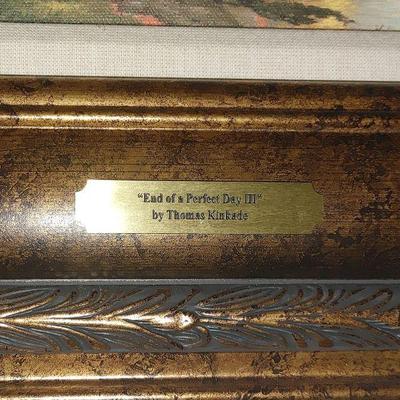 "End of a Perfect Day III"
by Thomas Kinkade